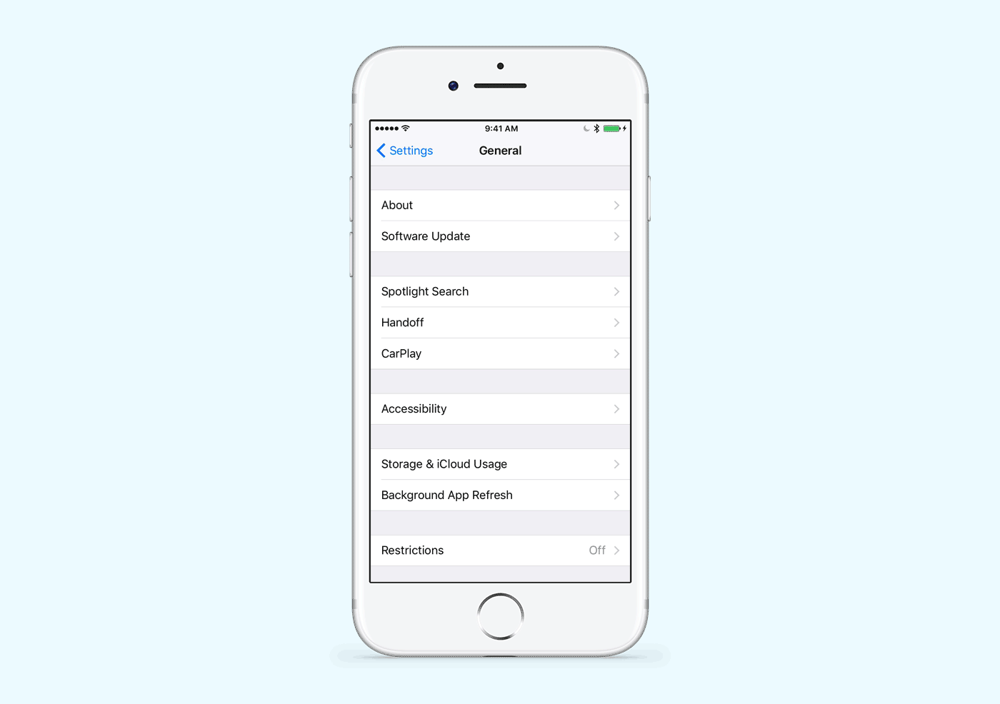 9:41 AM
Settings General
About
Software Update
Spotlight Search
Handoff
CarPlay
Accessibility
Storage & iCloud Usage
Background App Refresh
Restrictions Off